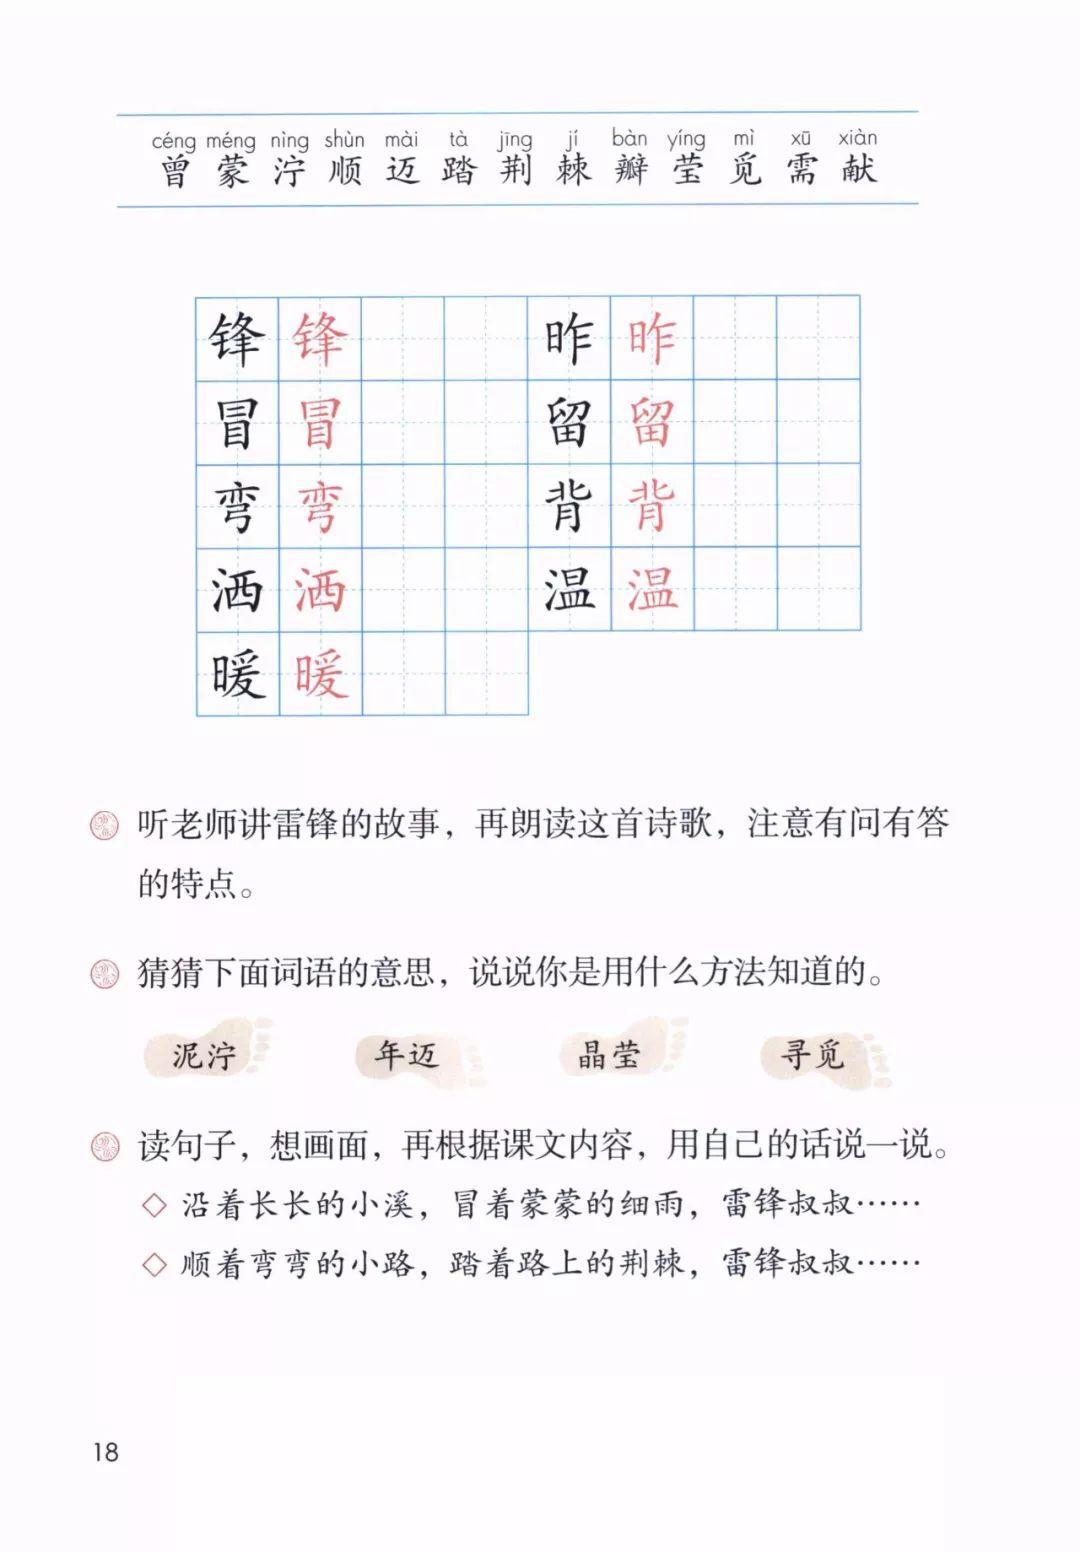 céng méng nìng shùn mài tà jīng jí bàn yíng mì xū xiàn
曾 蒙 泞 顺 迈 踏 荆 棘 瓣 莹 觅 需 献
锋 锋 昨 昨
冒 冒 留 留
弯 弯 背 背
洒 洒 温 温
暖 暖
听老师讲雷锋的故事，再朗读这首诗歌，注意有问有答
的特点。
猜猜下面词语的意思，说说你是用什么方法知道的。
泥泞 年迈 晶莹 寻觅
读句子，想画面，再根据课文内容，用自己的话说一说。
◇ 沿着长长的小溪，冒着蒙蒙的细雨，雷锋叔叔……
◇ 顺着弯弯的小路，踏着路上的荆棘，雷锋叔叔……
18